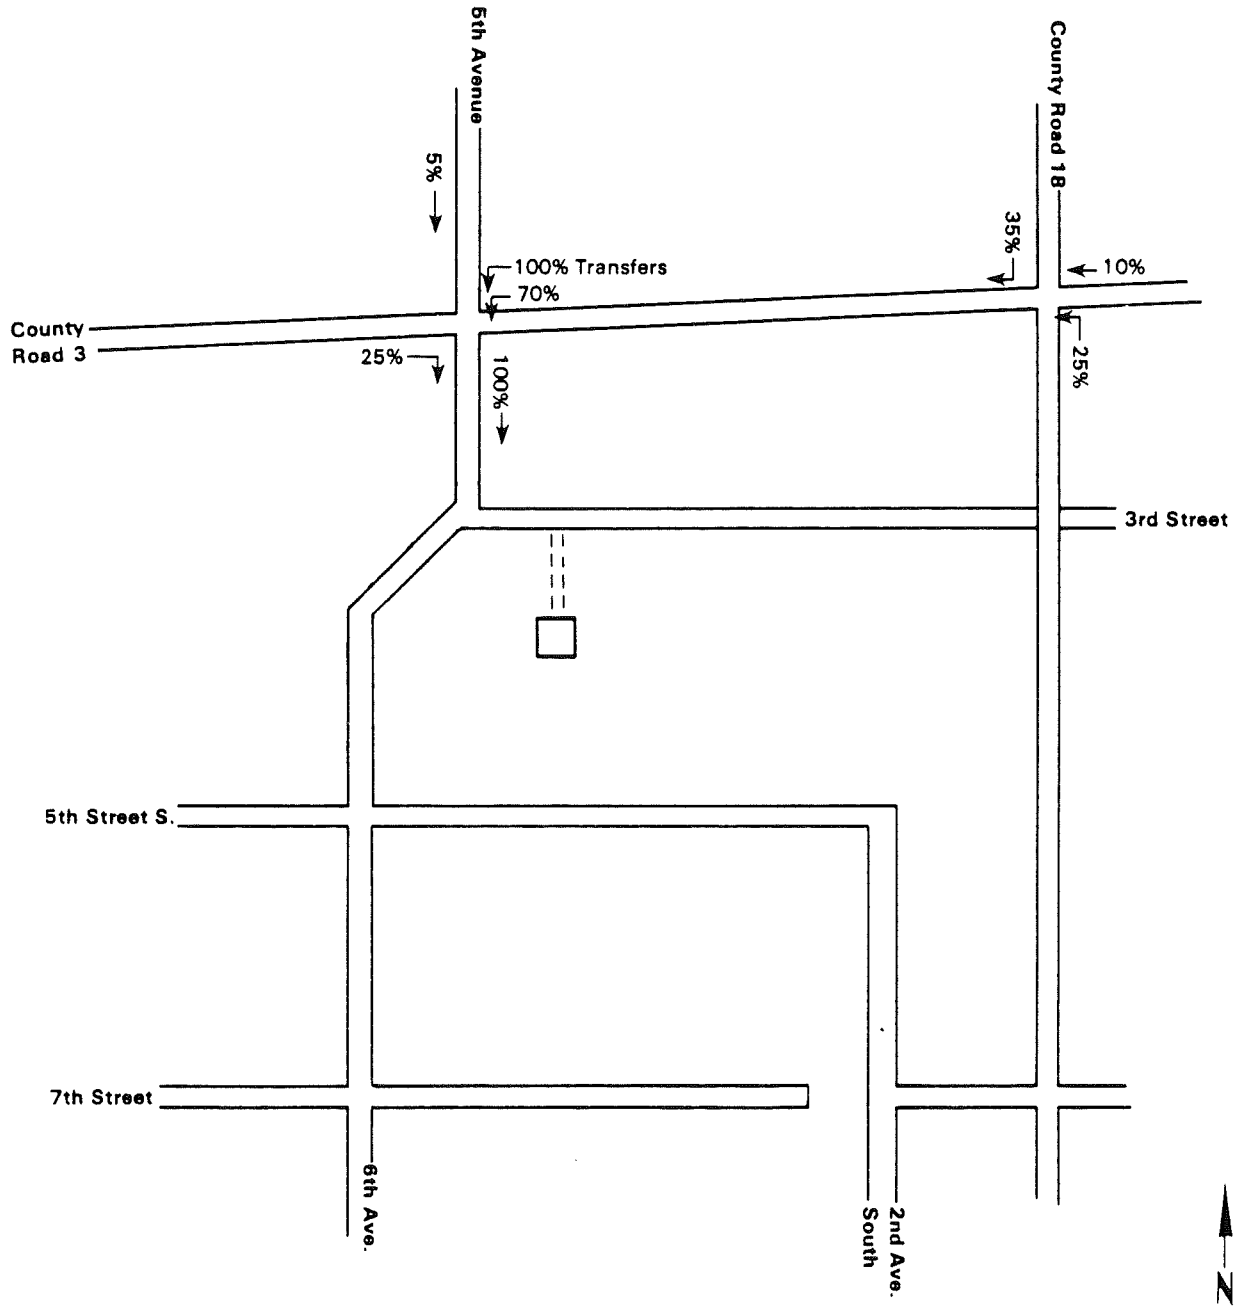 5th Avenue
County Road 18
5%
35%
100% Transfers
10%
70%
County
Road 3
25%
100%
25%
3rd Street
5th Street S.
7th Street
6th Ave.
2nd Ave.
South
N